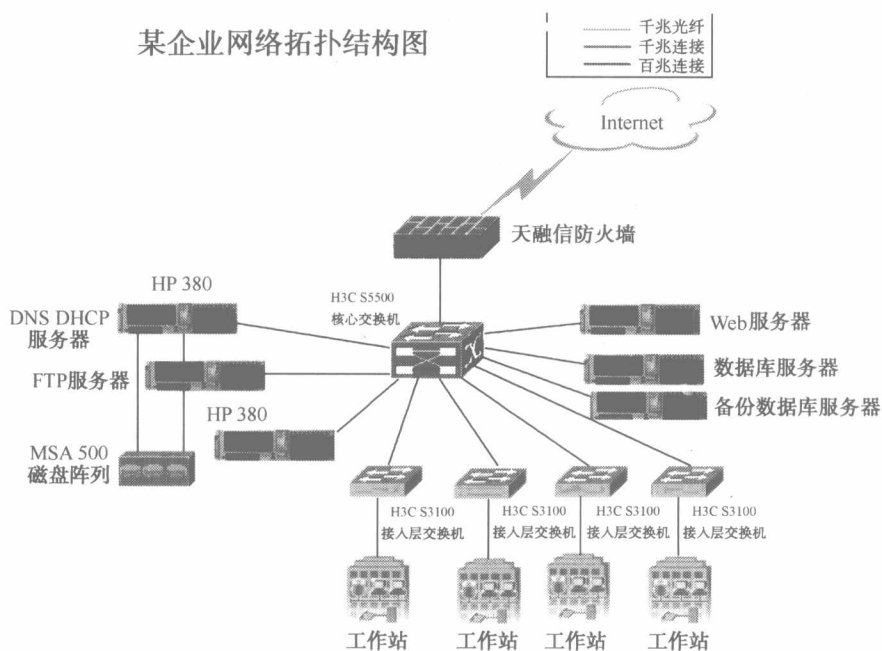 某企业网络拓扑结构图
千兆光纤
千兆连接
百兆连接
Internet
天融信防火墙
HP 380
H3C S5500
核心交换机
DNS DHCP
服务器
Web服务器
FTP服务器
数据库服务器
HP 380
备份数据库服务器
MSA 500
磁盘阵列
H3C S3100
接入层交换机
H3C S3100
接入层交换机
H3C S3100
接入层交换机
H3C S3100
接入层交换机
工作站
工作站
工作站
工作站